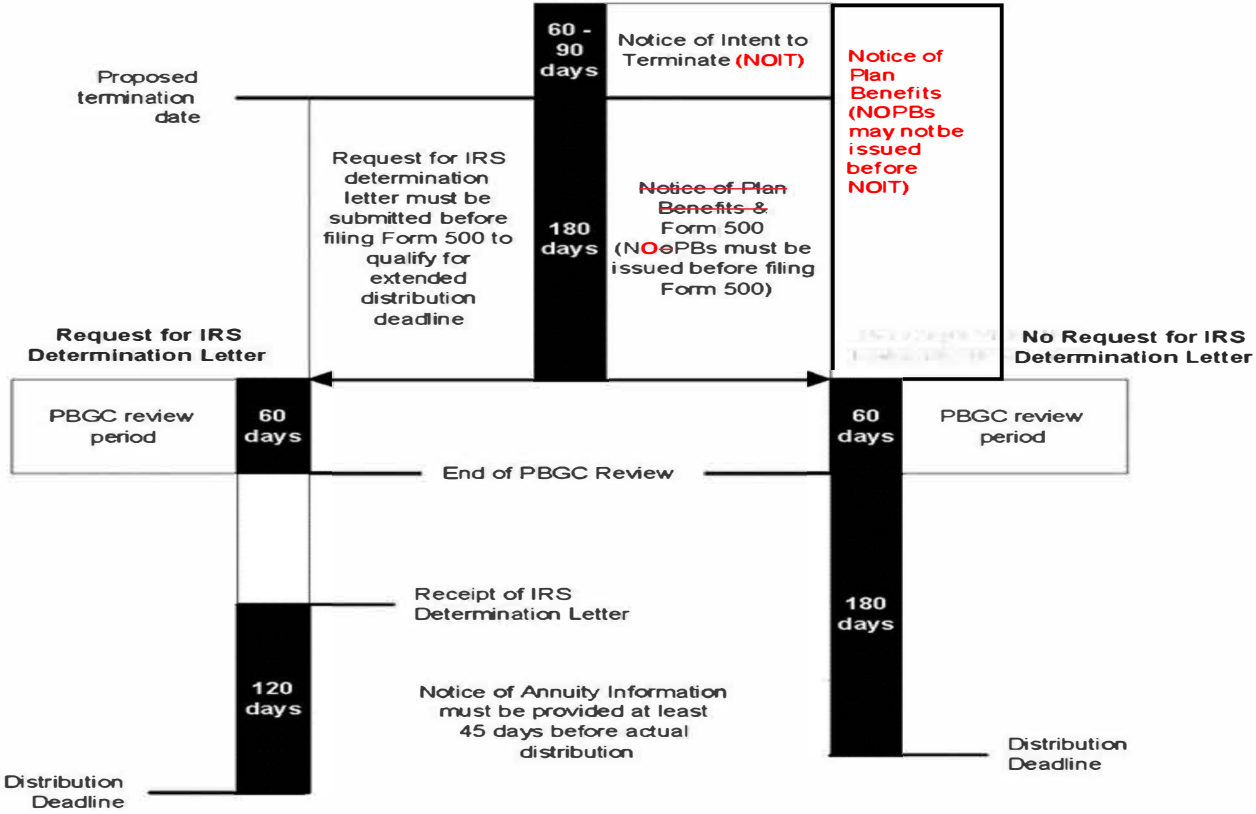 60 -
90
days
Notice of Intent to
Terminate (NOIT)
Notice of
Plan
Benefits
(NOPBs
may notbe
issued
before
NOIT)
Proposed
termination
date
Request for IRS
determination
letter must be
submitted before
filing Form 500 to
qualify for
extended
distribution
deadline
180
days
Notice of Plan
Benefits &
Form 500
(NOoPBs must be
issued before filing
Form 500)
Request for IRS
Determination Letter
No Request for IRS
Determination Letter
PBGC review
period
60
days
60
days
PBGC review
period
End of PBGC Review
Receipt of IRS
Determination Letter
180
days
120
days
Notice of Annuity Information
must be provided at least
45 days before actual
distribution
Distribution
Deadline
Distribution
Deadline